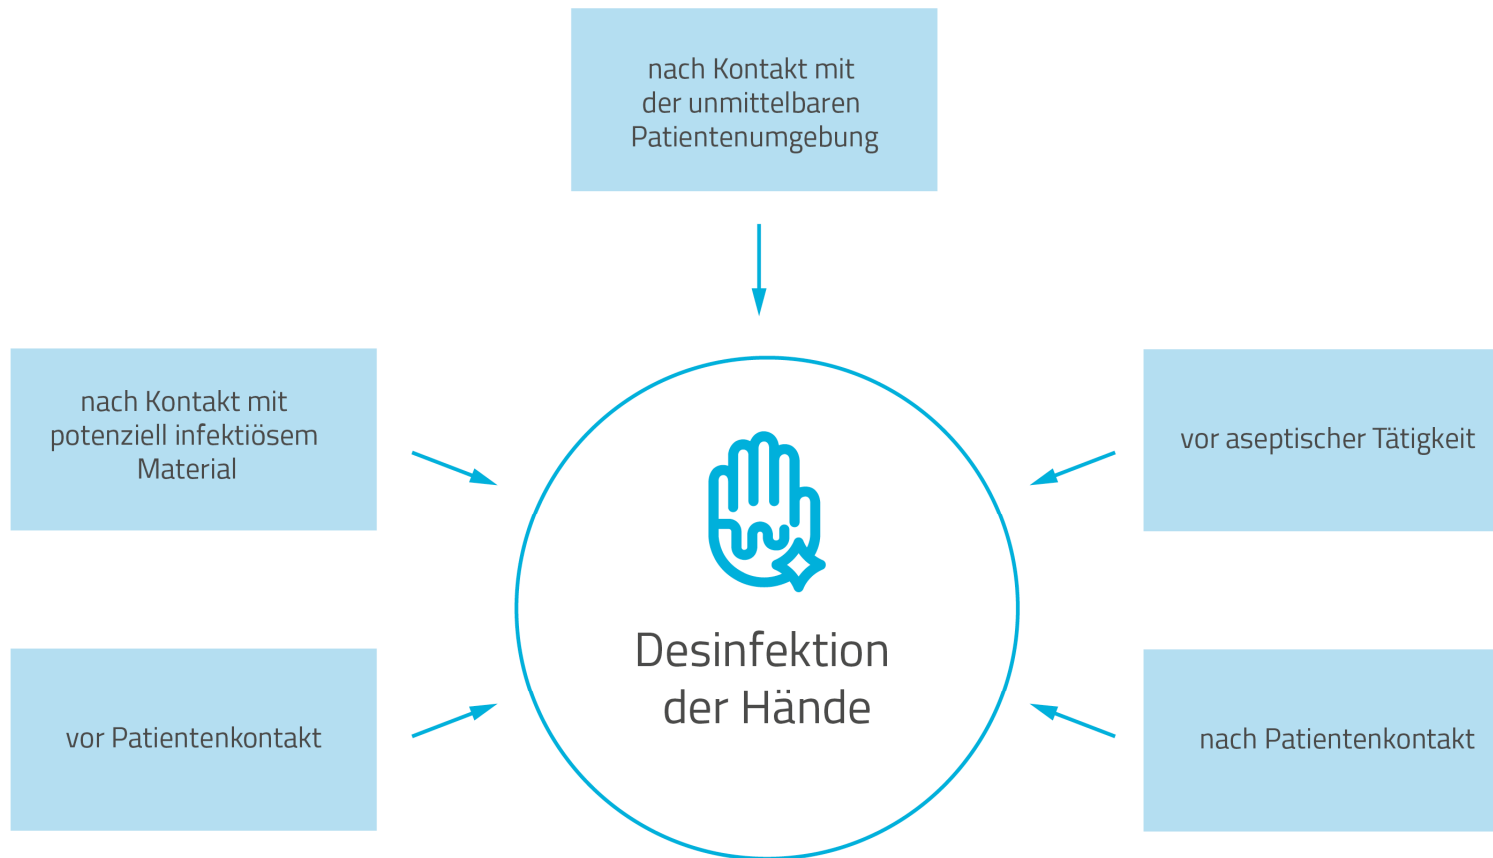 nach Kontakt mit
der unmittelbaren
Patientenumgebung
nach Kontakt mit
potenziell infektiösem
Material
vor aseptischer Tätigkeit
Desinfektion
der Hände
vor Patientenkontakt
nach Patientenkontakt